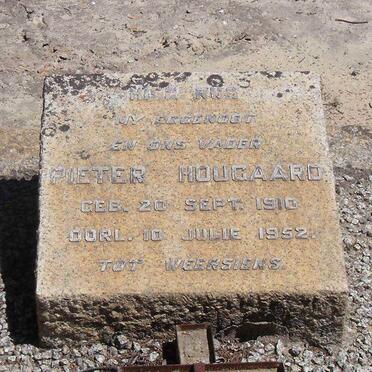 MY EGGENOOT
EN ONS VADER
PIETER HOUGAARD
GEB. 20 SEPT. 1910
OORL. 10 JULIE 1952.
TOT WEERSIENS.